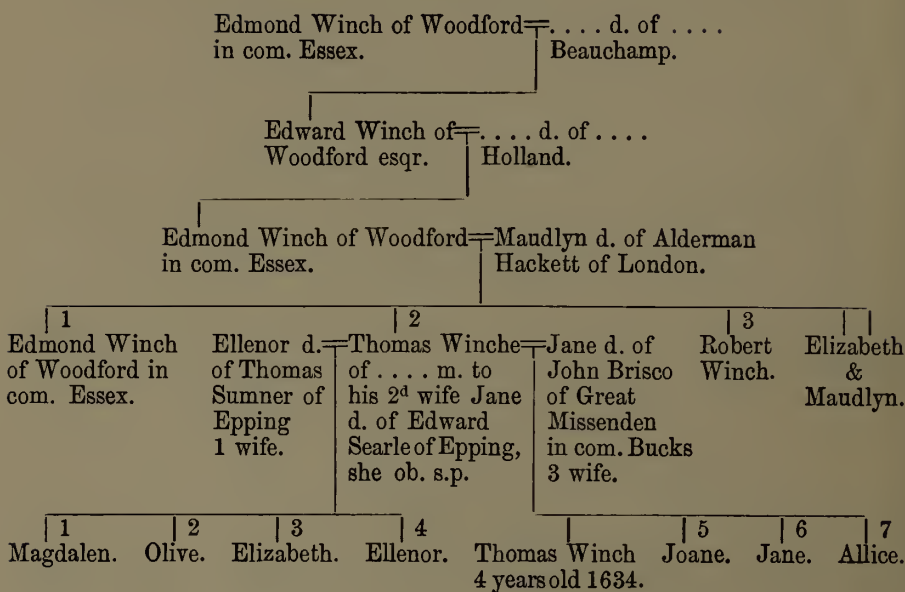 Edmond Winch of Woodford=. . . . d. of . . . .
in com. Essex. Beauchamp.
Edward Winch of=. . . . d. of . . . .
Woodford esqr. Holland.
Edmond Winch of Woodford=Maudlyn d. of Alderman
in com. Essex. Hackett of London.
1
Edmond Winch
of Woodford in
com. Essex.
Ellenor d.=
of Thomas
Sumner of
Epping
1 wife.
2
Thomas Winche=
of . . . . m. to
his 2d wife Jane
d. of Edward
Searle of Epping,
she ob. s.p.
Jane d. of
John Brisco
of Great
Missenden
in com. Bucks
3 wife.
3
Robert
Winch.
Elizabeth
&
Maudlyn.
1 2 3 4
Magdalen. Olive. Elizabeth. Ellenor.
5 6 7
Thomas Winch Joane. Jane. Allice.
4 years old 1634.